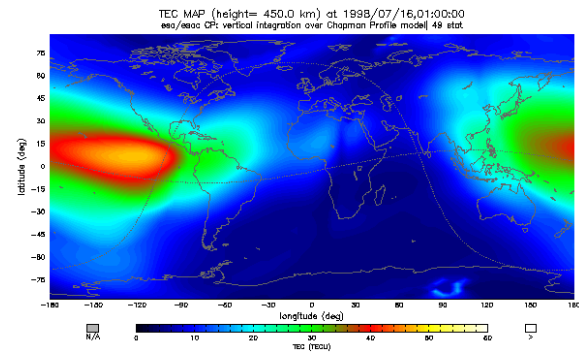 TEC MAP (height= 450.0 km) at 1998/07/16,01:00:00
esa/esoc CP: vertical integration over Chapman Profile model| 49 stat
75
60
45
30
15
0
-15
-30
-45
-60
-75
latitude (deg)
-180 -150 -120 -90 -60 -30 0 30 60 90 120 150 180
longitude (deg)
N/A
0 10 20 30 40 50 60
>
TEC (TECU)